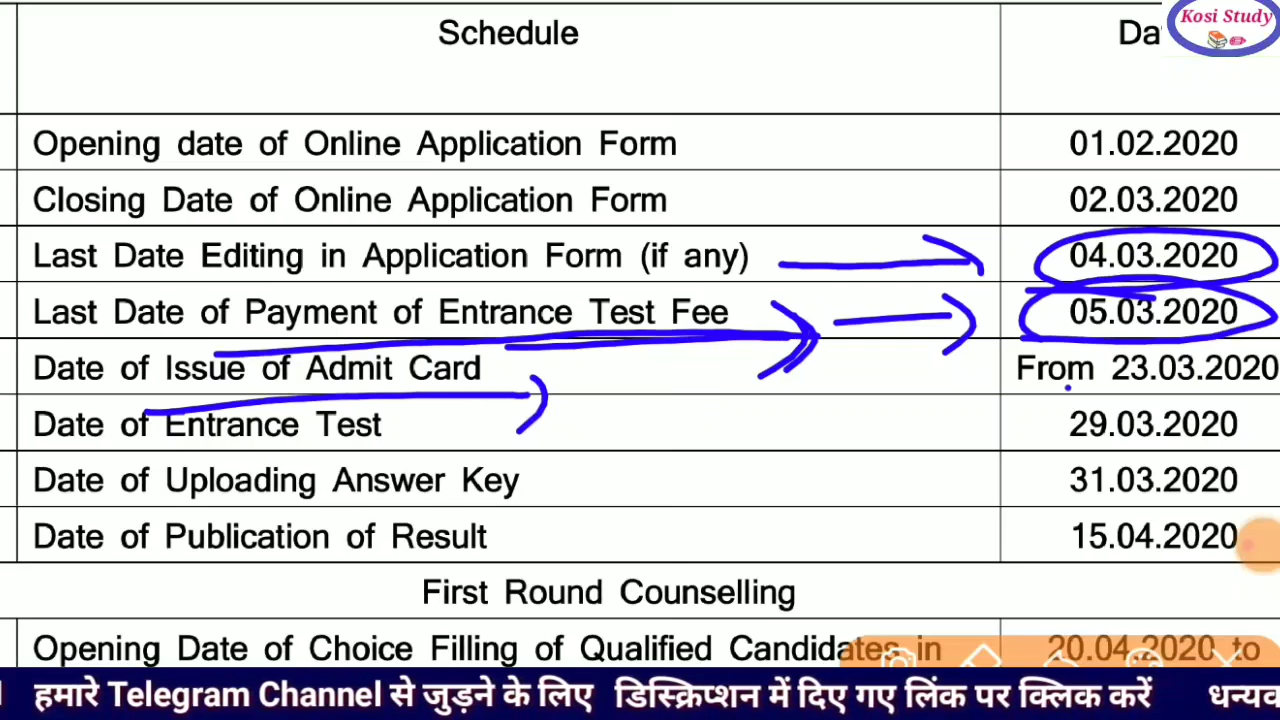 Schedule
Kosi Study
Opening date of Online Application Form 01.02.2020
Closing Date of Online Application Form 02.03.2020
Last Date Editing in Application Form (if any) 04.03.2020
Last Date of Payment of Entrance Test Fee 05.03.2020
Date of Issue of Admit Card From 23.03.2020
Date of Entrance Test 29.03.2020
Date of Uploading Answer Key 31.03.2020
Date of Publication of Result 15.04.2020
First Round Counselling
Opening Date of Choice Filling of Qualified Candidates in 20.04.2020 to
हमारे Telegram Channel से जुड़ने के लिए डिस्क्रिप्शन में दिए गए लिंक पर क्लिक करें